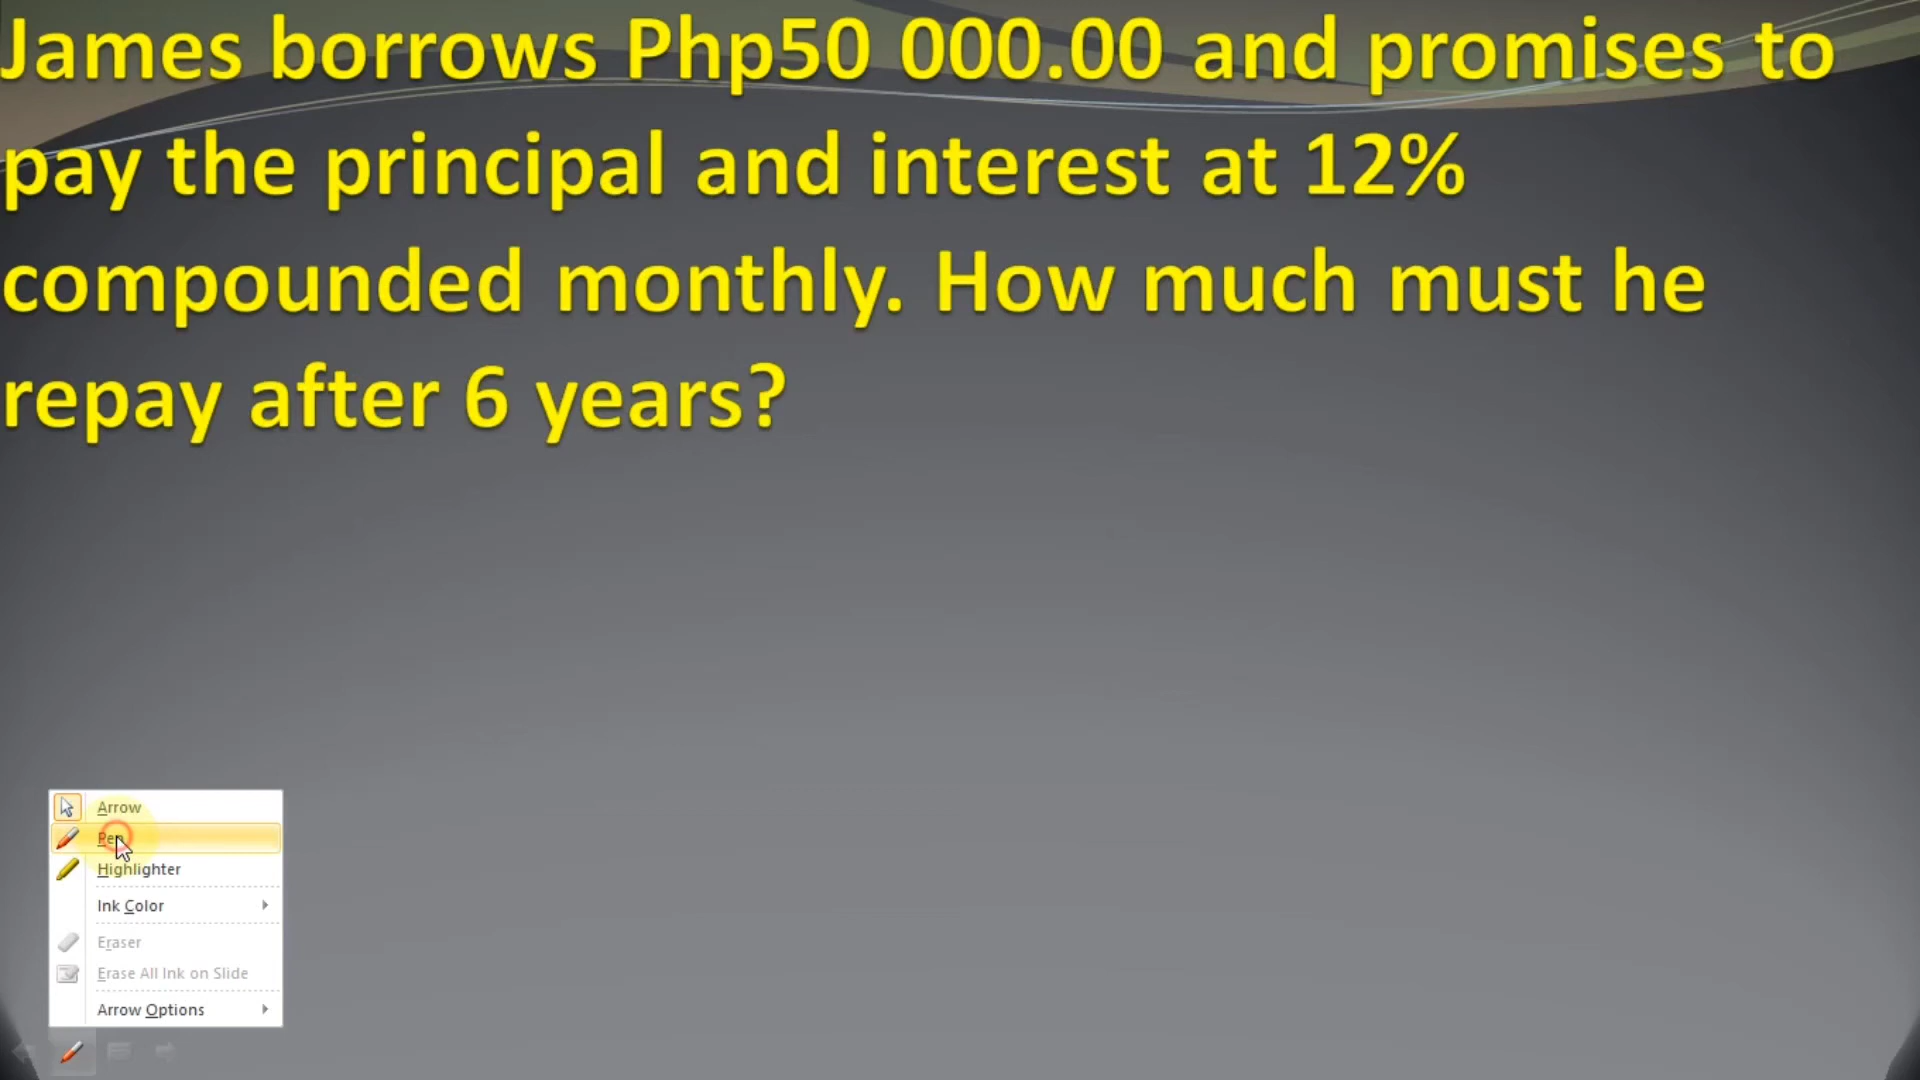 James borrows Php50 000.00 and promises to
pay the principal and interest at 12%
compounded monthly. How much must he
repay after 6 years?
Arrow
Pen
Highlighter
Ink Color
Eraser
Erase All Ink on Slide
Arrow Options